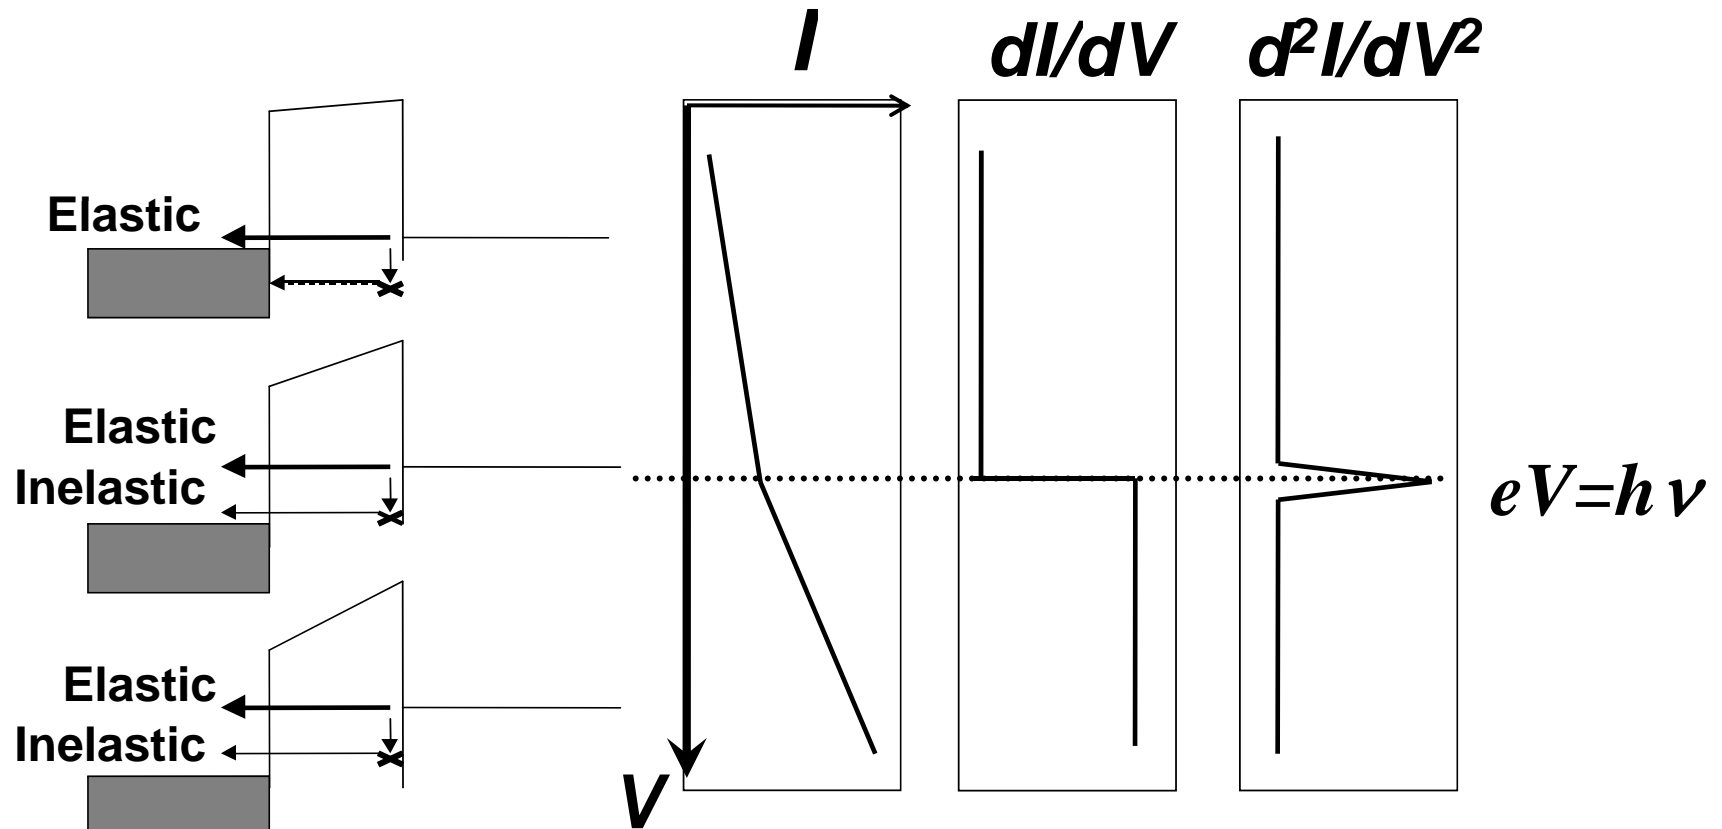 I
dI/dV
d²I/dV²
Elastic
Elastic
Inelastic
eV=hν
Elastic
Inelastic
V